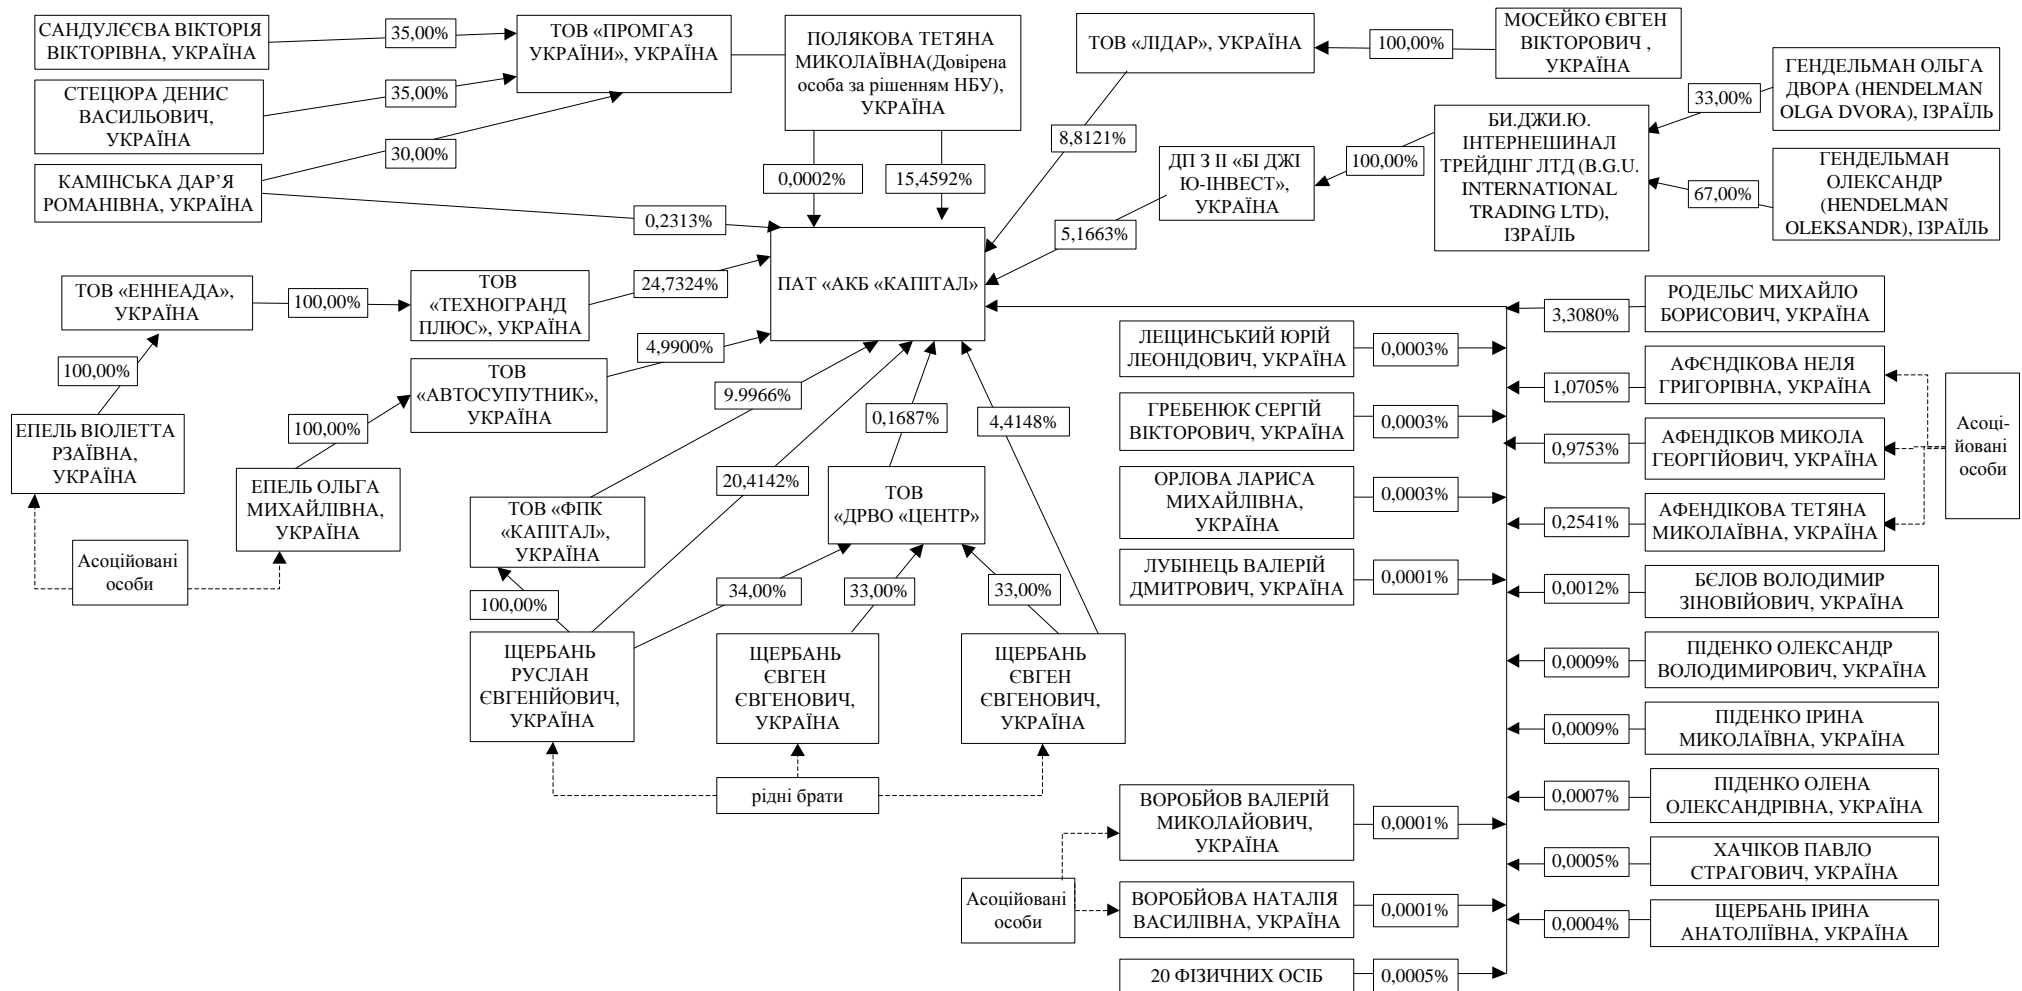 САНДУЛЄЄВА ВІКТОРІЯ
ВІКТОРІВНА, УКРАЇНА
35,00%
ТОВ «ПРОМГАЗ
УКРАЇНИ», УКРАЇНА
ПОЛЯКОВА ТЕТЯНА
МИКОЛАЇВНА(Довірена
особа за рішенням НБУ),
УКРАЇНА
ТОВ «ЛІДАР», УКРАЇНА
100,00%
МОСЕЙКО ЄВГЕН
ВІКТОРОВИЧ ,
УКРАЇНА
СТЕЦЮРА ДЕНИС
ВАСИЛЬОВИЧ,
УКРАЇНА
35,00%
КАМІНСЬКА ДАР’Я
РОМАНІВНА, УКРАЇНА
30,00%
0,2313%
0,0002%
15,4592%
8,8121%
ДП З ІІ «БІ ДЖІ
Ю-ІНВЕСТ»,
УКРАЇНА
5,1663%
100,00%
БИ.ДЖИ.Ю.
ІНТЕРНЕШИНАЛ
ТРЕЙДІНГ ЛТД (B.G.U.
INTERNATIONAL
TRADING LTD),
ІЗРАЇЛЬ
33,00%
ГЕНДЕЛЬМАН ОЛЬГА
ДВОРА (HENDELMAN
OLGA DVORA), ІЗРАЇЛЬ
67,00%
ГЕНДЕЛЬМАН
ОЛЕКСАНДР
(HENDELMAN
OLEKSANDR), ІЗРАЇЛЬ
ПАТ «АКБ «КАПІТАЛ»
ТОВ «ЕННЕАДА»,
УКРАЇНА
100,00%
ТОВ
«ТЕХНОГРАНД
ПЛЮС», УКРАЇНА
24,7324%
100,00%
ТОВ
«АВТОСУПУТНИК»,
УКРАЇНА
4,9900%
ЕПЕЛЬ ВІОЛЕТТА
РЗАЇВНА,
УКРАЇНА
100,00%
ЕПЕЛЬ ОЛЬГА
МИХАЙЛІВНА,
УКРАЇНА
Асоційовані
особи
9.9966%
20,4142%
0,1687%
4,4148%
ТОВ «ФПК
«КАПІТАЛ»,
УКРАЇНА
ТОВ
«ДРВО «ЦЕНТР»
100,00%
34,00%
33,00%
33,00%
ЩЕРБАНЬ
РУСЛАН
ЄВГЕНІЙОВИЧ,
УКРАЇНА
ЩЕРБАНЬ
ЄВГЕН
ЄВГЕНОВИЧ,
УКРАЇНА
ЩЕРБАНЬ
ЄВГЕН
ЄВГЕНОВИЧ,
УКРАЇНА
рідні брати
ЛЕЩИНСЬКИЙ ЮРІЙ
ЛЕОНІДОВИЧ, УКРАЇНА
0,0003%
ГРЕБЕНЮК СЕРГІЙ
ВІКТОРОВИЧ, УКРАЇНА
0,0003%
ОРЛОВА ЛАРИСА
МИХАЙЛІВНА,
УКРАЇНА
0,0003%
ЛУБІНЕЦЬ ВАЛЕРІЙ
ДМИТРОВИЧ, УКРАЇНА
0,0001%
ВОРОБЙОВ ВАЛЕРІЙ
МИКОЛАЙОВИЧ,
УКРАЇНА
0,0001%
Асоційовані
особи
ВОРОБЙОВА НАТАЛІЯ
ВАСИЛІВНА, УКРАЇНА
0,0001%
20 ФІЗИЧНИХ ОСІБ
0,0005%
3,3080%
РОДЕЛЬС МИХАЙЛО
БОРИСОВИЧ, УКРАЇНА
1,0705%
АФЄНДІКОВА НЕЛЯ
ГРИГОРІВНА, УКРАЇНА
0,9753%
АФЕНДІКОВ МИКОЛА
ГЕОРГІЙОВИЧ, УКРАЇНА
0,2541%
АФЕНДІКОВА ТЕТЯНА
МИКОЛАЇВНА, УКРАЇНА
Асоці-
йовані
особи
0,0012%
БЄЛОВ ВОЛОДИМИР
ЗІНОВІЙОВИЧ, УКРАЇНА
0,0009%
ПІДЕНКО ОЛЕКСАНДР
ВОЛОДИМИРОВИЧ, УКРАЇНА
0,0009%
ПІДЕНКО ІРИНА
МИКОЛАЇВНА, УКРАЇНА
0,0007%
ПІДЕНКО ОЛЕНА
ОЛЕКСАНДРІВНА, УКРАЇНА
0,0005%
ХАЧІКОВ ПАВЛО
СТРАГОВИЧ, УКРАЇНА
0,0004%
ЩЕРБАНЬ ІРИНА
АНАТОЛІЇВНА, УКРАЇНА